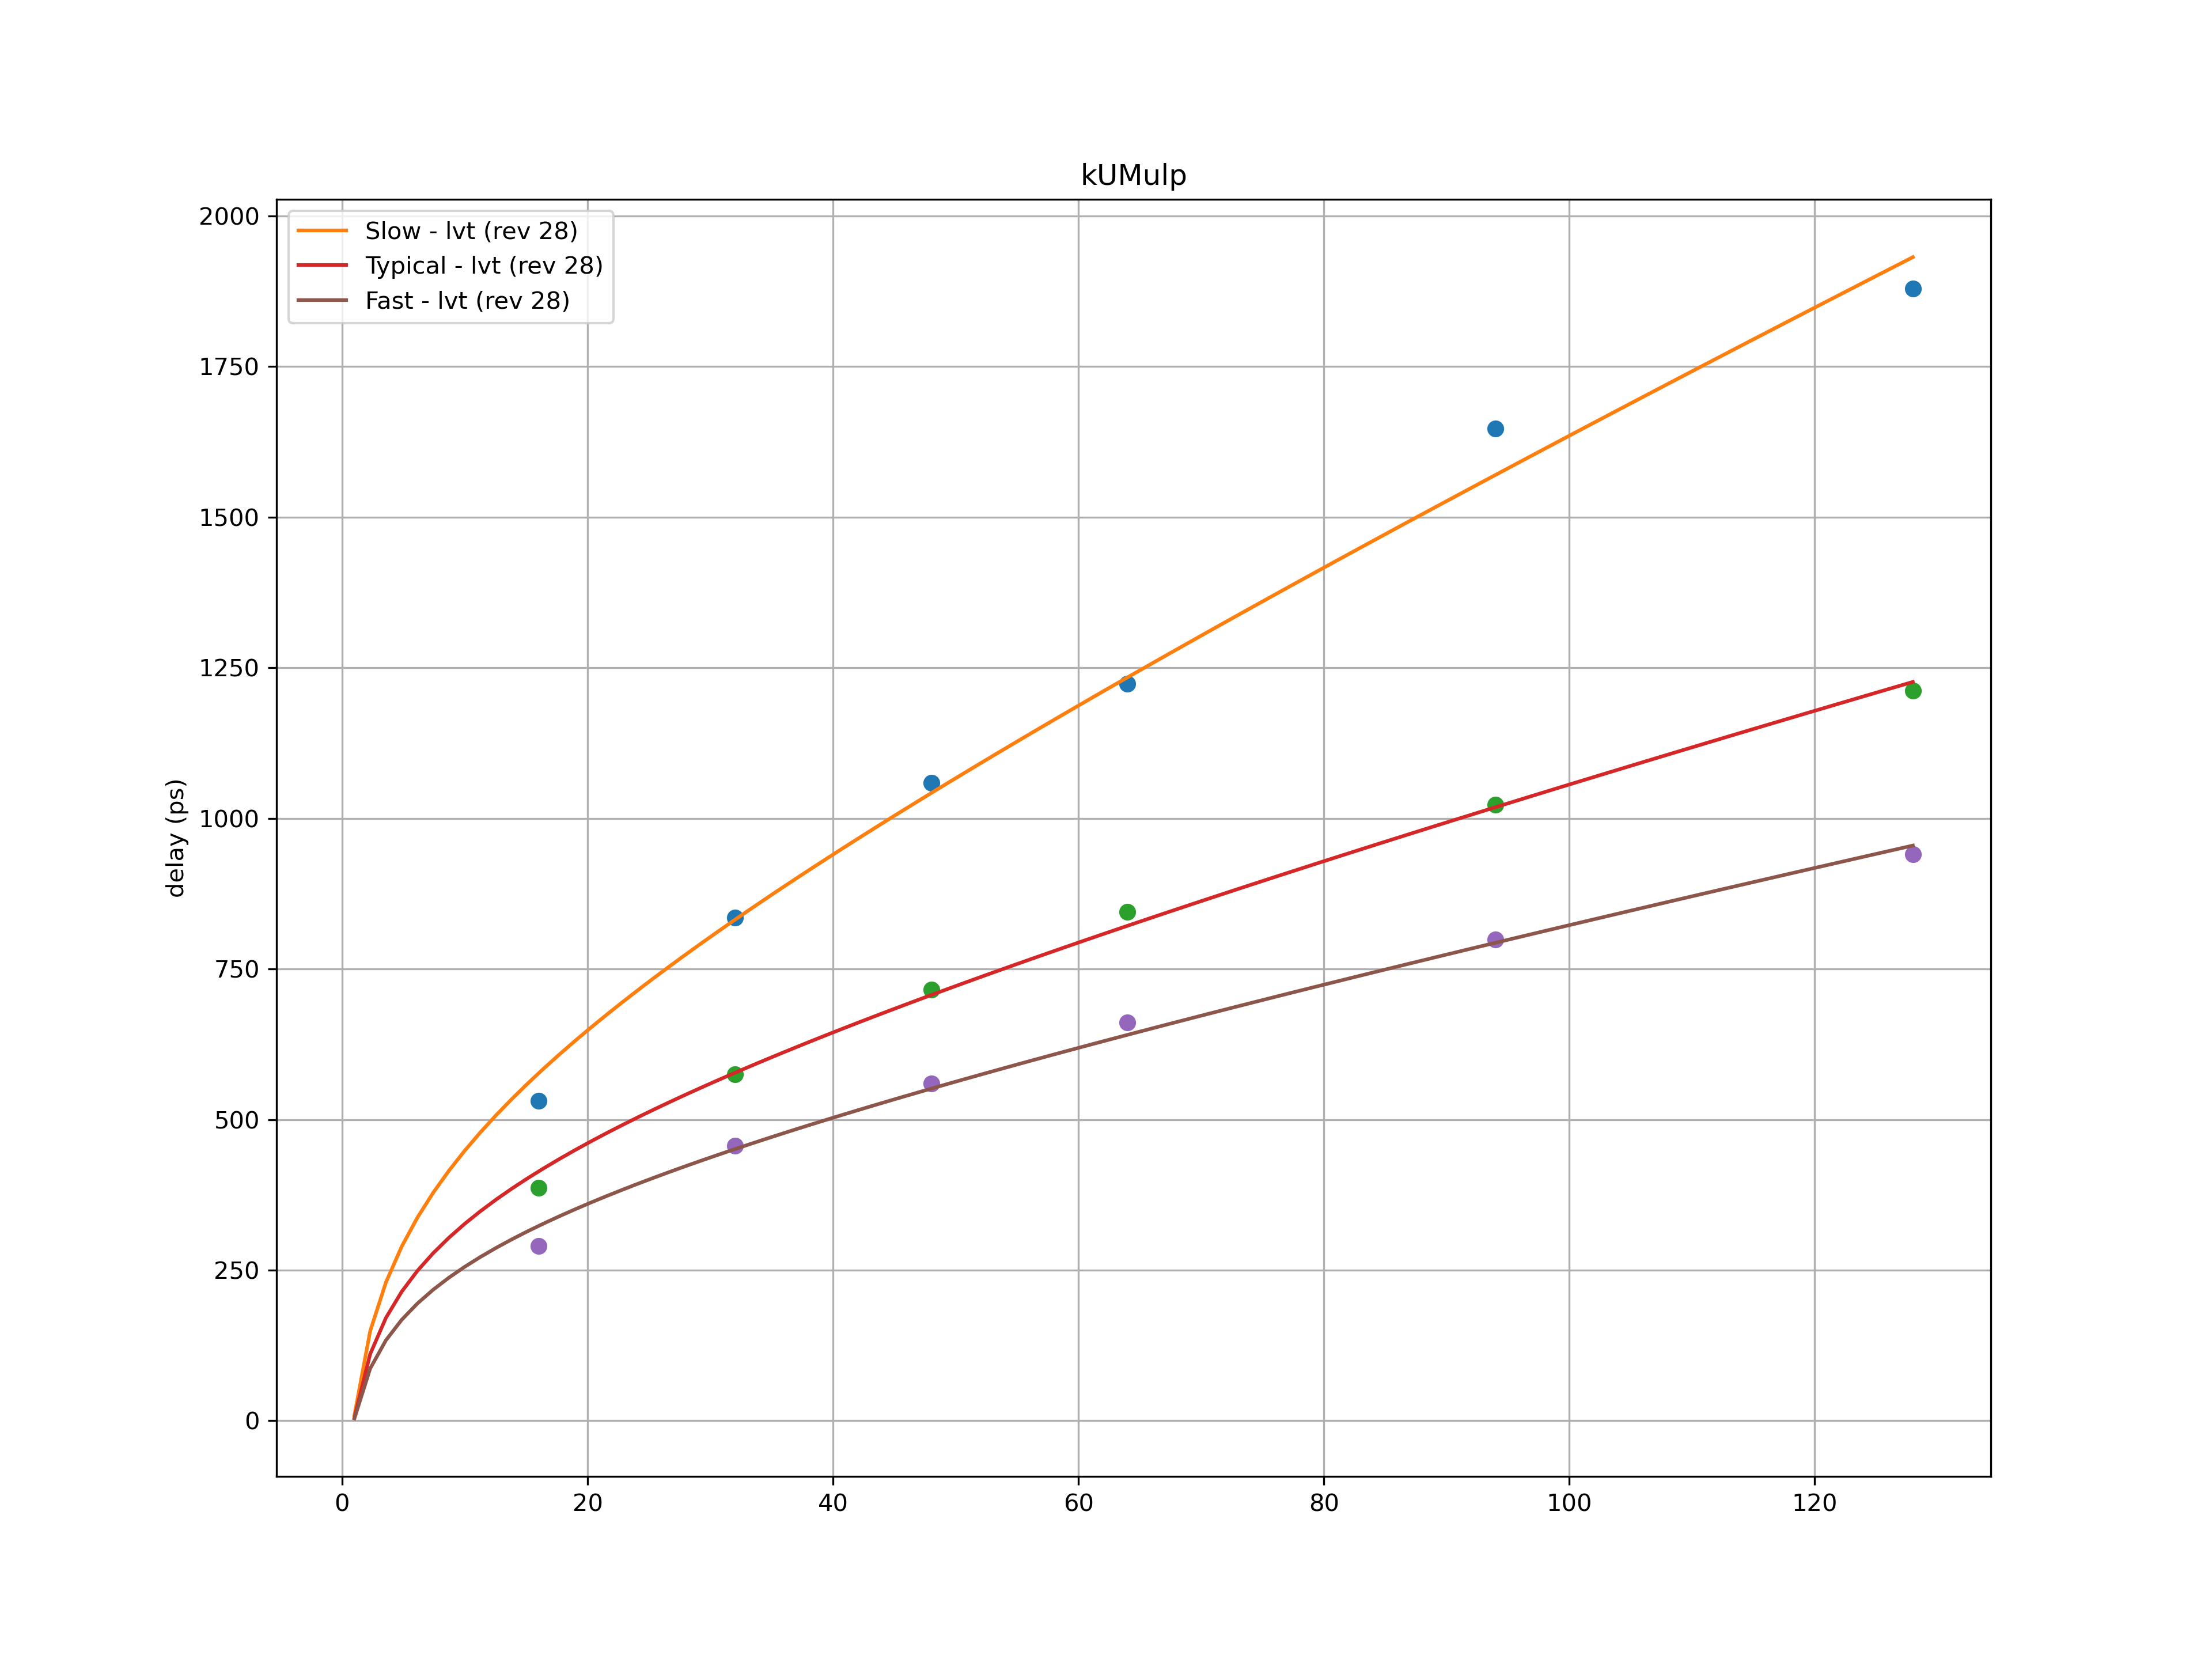 kUMulp
Slow - lvt (rev 28)
Typical - lvt (rev 28)
Fast - lvt (rev 28)
delay (ps)
2000
1750
1500
1250
1000
750
500
250
0
0 20 40 60 80 100 120